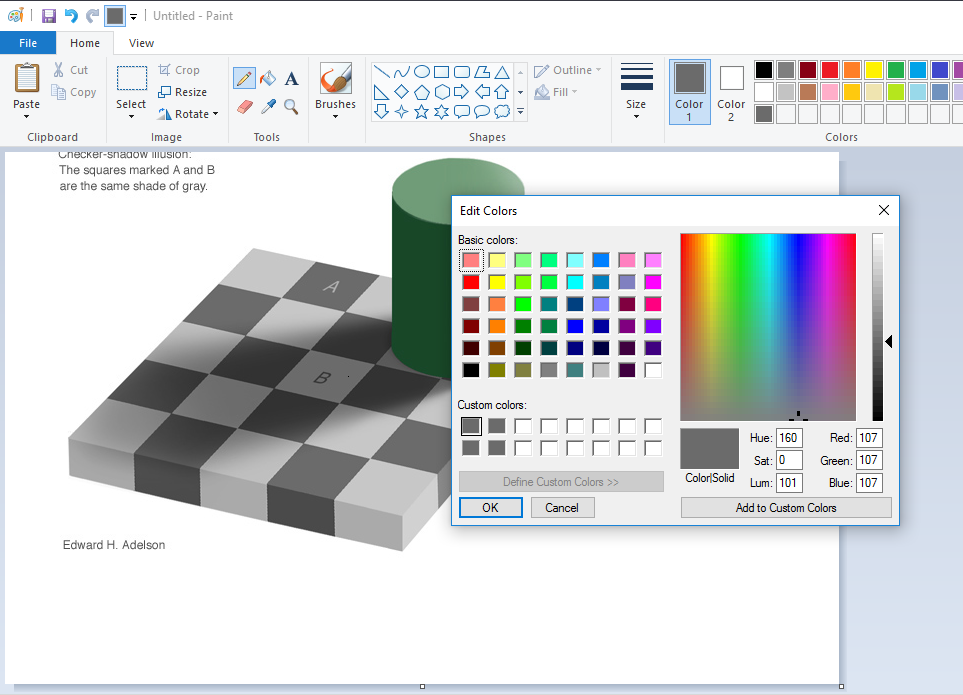 Untitled - Paint
File Home View
Paste
Cut
Copy
Clipboard
Select
Crop
Resize
Rotate
Image
A
Tools
Brushes
Outline
Fill
Shapes
Size
Color
1
Color
2
Colors
Checker-shadow illusion:
The squares marked A and B
are the same shade of gray.
A
B
Edward H. Adelson
Edit Colors
Basic colors:
Custom colors:
Define Custom Colors >>
OK Cancel
Color|Solid
Hue: 160 Red: 107
Sat: 0 Green: 107
Lum: 101 Blue: 107
Add to Custom Colors